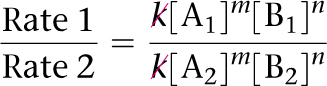 Rate 1 / Rate 2 = k[A₁]ᵐ[B₁]ⁿ / k[A₂]ᵐ[B₂]ⁿ